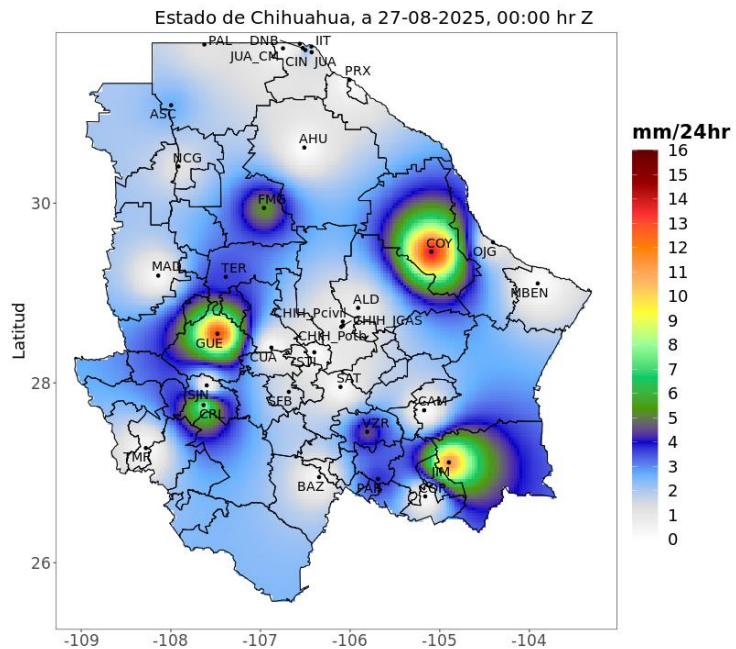 Estado de Chihuahua, a 27-08-2025, 00:00 hr Z
PAL DNB IIT
JUA_CM CIN JUA
PRX
ASC
AHU
NCG
mm/24hr
16
15
14
13
12
11
10
9
8
7
6
5
4
3
2
1
0
30
FMG
COY OJG
MAD TER
MBEN
ALD
CHIH_Pcivil CHIH_ICAS
CHIH_Poth
GUE
CUA
Latitud
28
SAT
SJN
SFB
CAM
CRL
VZR
TMR
JIM
BAZ PAR
26
-109 -108 -107 -106 -105 -104